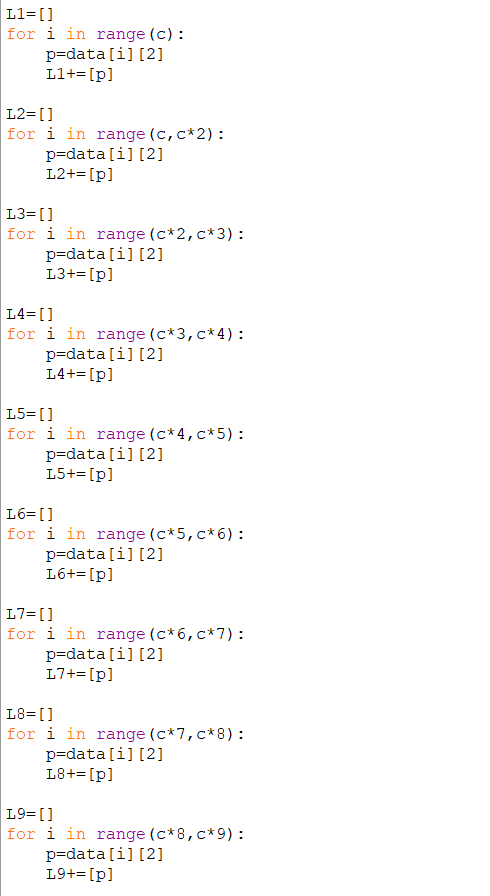 L1=[]
for i in range(c):
    p=data[i][2]
    L1+=[p]

L2=[]
for i in range(c,c*2):
    p=data[i][2]
    L2+=[p]

L3=[]
for i in range(c*2,c*3):
    p=data[i][2]
    L3+=[p]

L4=[]
for i in range(c*3,c*4):
    p=data[i][2]
    L4+=[p]

L5=[]
for i in range(c*4,c*5):
    p=data[i][2]
    L5+=[p]

L6=[]
for i in range(c*5,c*6):
    p=data[i][2]
    L6+=[p]

L7=[]
for i in range(c*6,c*7):
    p=data[i][2]
    L7+=[p]

L8=[]
for i in range(c*7,c*8):
    p=data[i][2]
    L8+=[p]

L9=[]
for i in range(c*8,c*9):
    p=data[i][2]
    L9+=[p]